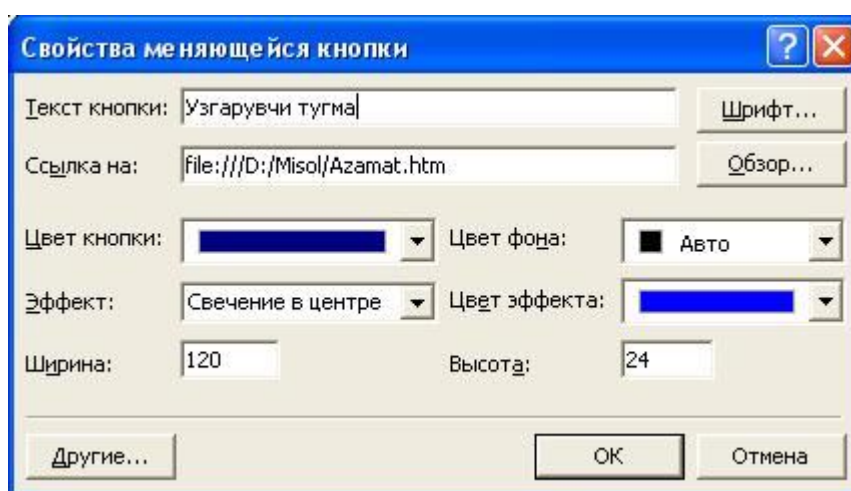 Свойства меняющейся кнопки
Текст кнопки: Узгарувчи тугма Шрифт...
Ссылка на: file:///D:/Misol/Azamat.htm Обзор...
Цвет кнопки: Цвет фона: Авто
Эффект: Свечение в центре Цвет эффекта:
Ширина: 120 Высота: 24
Другие... ОК Отмена